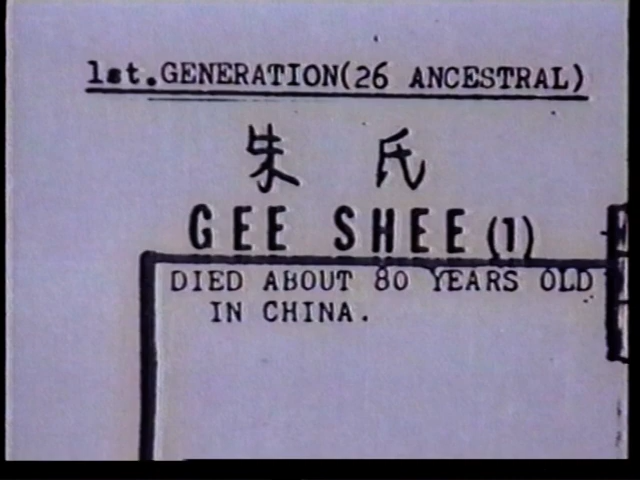 1st.GENERATION(26 ANCESTRAL)
朱 氏
GEE SHEE (1)
DIED ABOUT 80 YEARS OLD
IN CHINA.